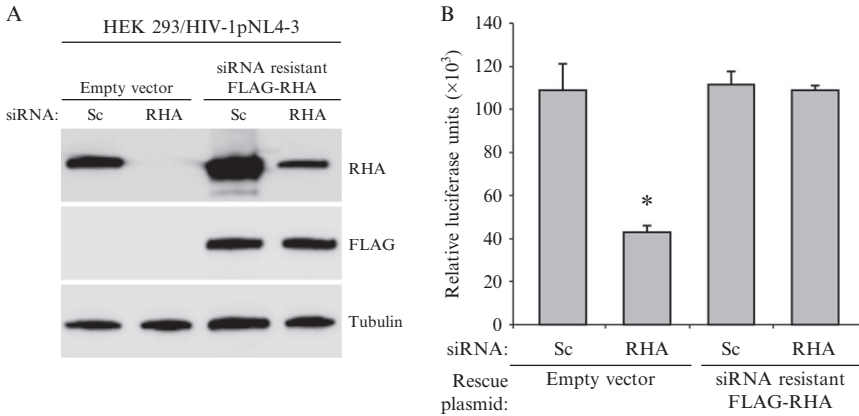 A
HEK 293/HIV-1pNL4-3
Empty vector
siRNA resistant
FLAG-RHA
siRNA: Sc RHA Sc RHA
RHA
FLAG
Tubulin
B
Relative luciferase units (×10³)
140
120
100
80
60
40
20
0
*
siRNA: Sc RHA Sc RHA
Rescue plasmid:
Empty vector
siRNA resistant
FLAG-RHA